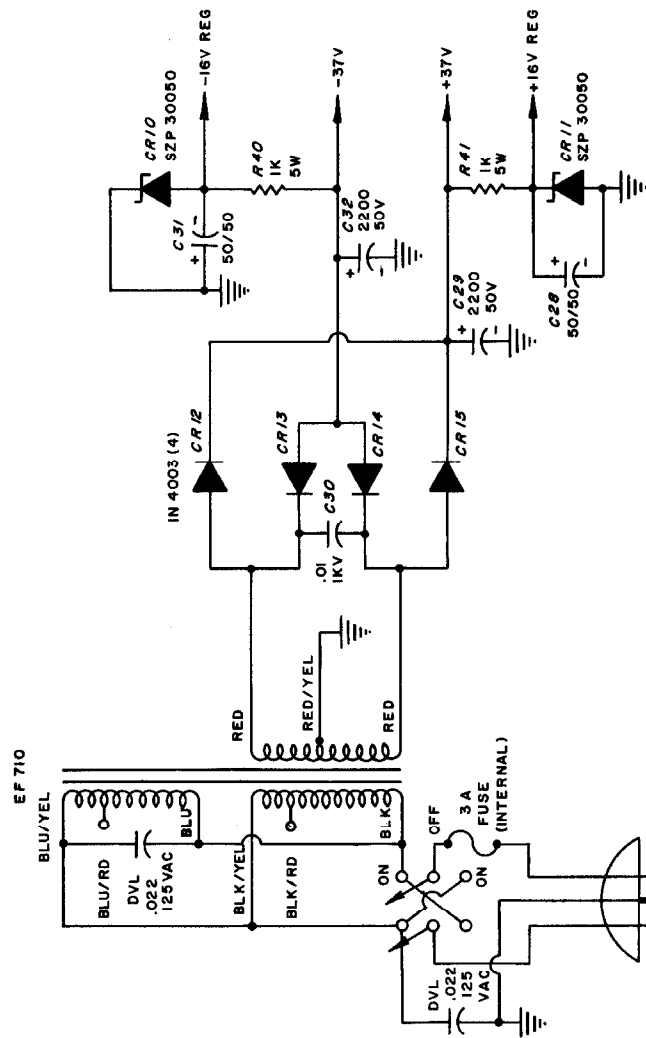 EF 710
BLU/YEL
BLU/RD
DVL
.022
125 VAC
BLU
BLK/YEL
BLK/RD
BLK
ON
OFF
ON
3 A
FUSE
(INTERNAL)
DVL
.022
125
VAC
RED
RED/YEL
RED
IN 4003 (4)
CR12
CR13
CR14
CR15
C30
.01
1KV
CR10
SZP 30050
C31
50/50
+
-
-16V REG
R40
1K
5W
-37V
C32
2200
50V
+
-
+37V
C29
2200
50V
+
-
R41
1K
5W
+16V REG
CR11
SZP 30050
C28
50/50
+
-